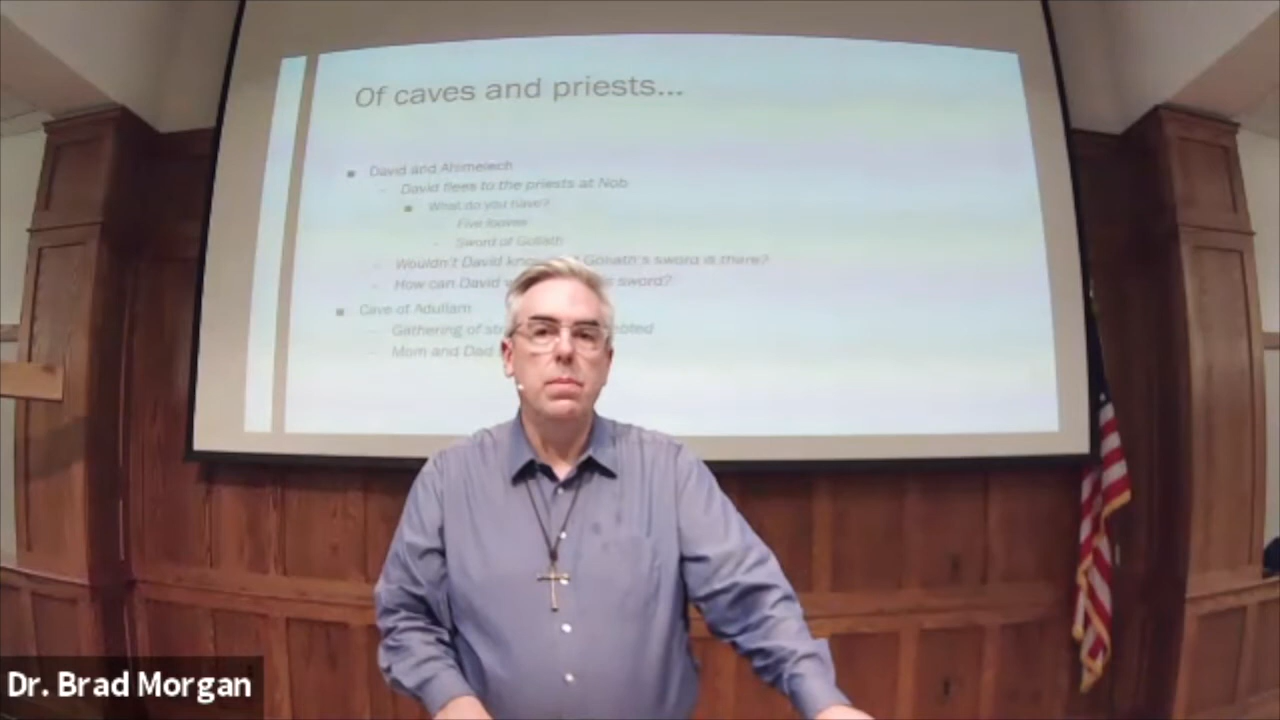 Of caves and priests...
David and Ahimelech
David flees to the priests at Nob
What do you have?
Five loaves
Sword of Goliath
Wouldn't David Goliath's sword is there?
How can David sword?
Cave of Adullam
Gathering of
Mom and Dad
Dr. Brad Morgan